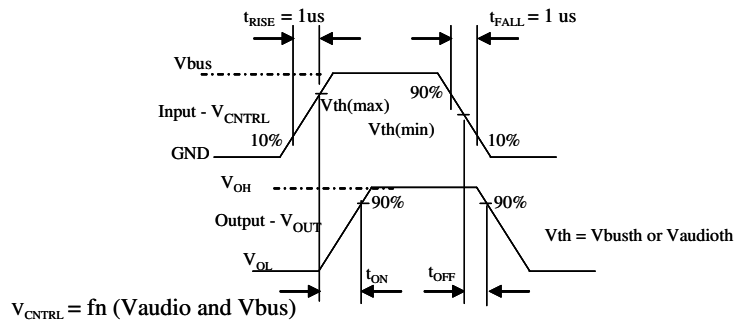 tRISE = 1us
tFALL = 1 us
Vbus
90%
Vth(max)
Input - VCNTRL
Vth(min)
10%
10%
GND
VOH
90%
90%
Output - VOUT
Vth = Vbusth or Vaudioth
VOL
tON
tOFF
VCNTRL = fn (Vaudio and Vbus)